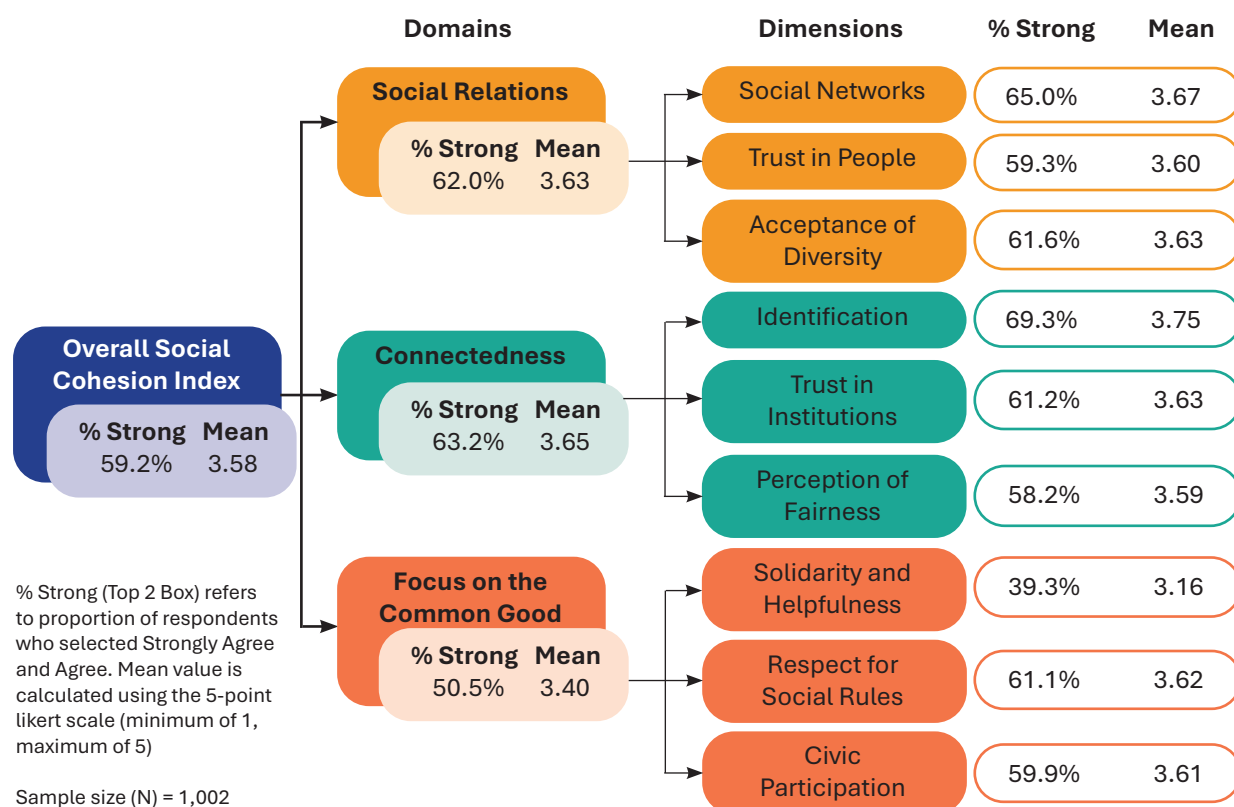 Domains
Dimensions
% Strong
Mean
Overall Social
Cohesion Index
% Strong Mean
59.2% 3.58
Social Relations
% Strong Mean
62.0% 3.63
Social Networks
65.0% 3.67
Trust in People
59.3% 3.60
Acceptance of
Diversity
61.6% 3.63
Connectedness
% Strong Mean
63.2% 3.65
Identification
69.3% 3.75
Trust in
Institutions
61.2% 3.63
Perception of
Fairness
58.2% 3.59
Focus on the
Common Good
% Strong Mean
50.5% 3.40
Solidarity and
Helpfulness
39.3% 3.16
Respect for
Social Rules
61.1% 3.62
Civic
Participation
59.9% 3.61
% Strong (Top 2 Box) refers
to proportion of respondents
who selected Strongly Agree
and Agree. Mean value is
calculated using the 5-point
likert scale (minimum of 1,
maximum of 5)
Sample size (N) = 1,002